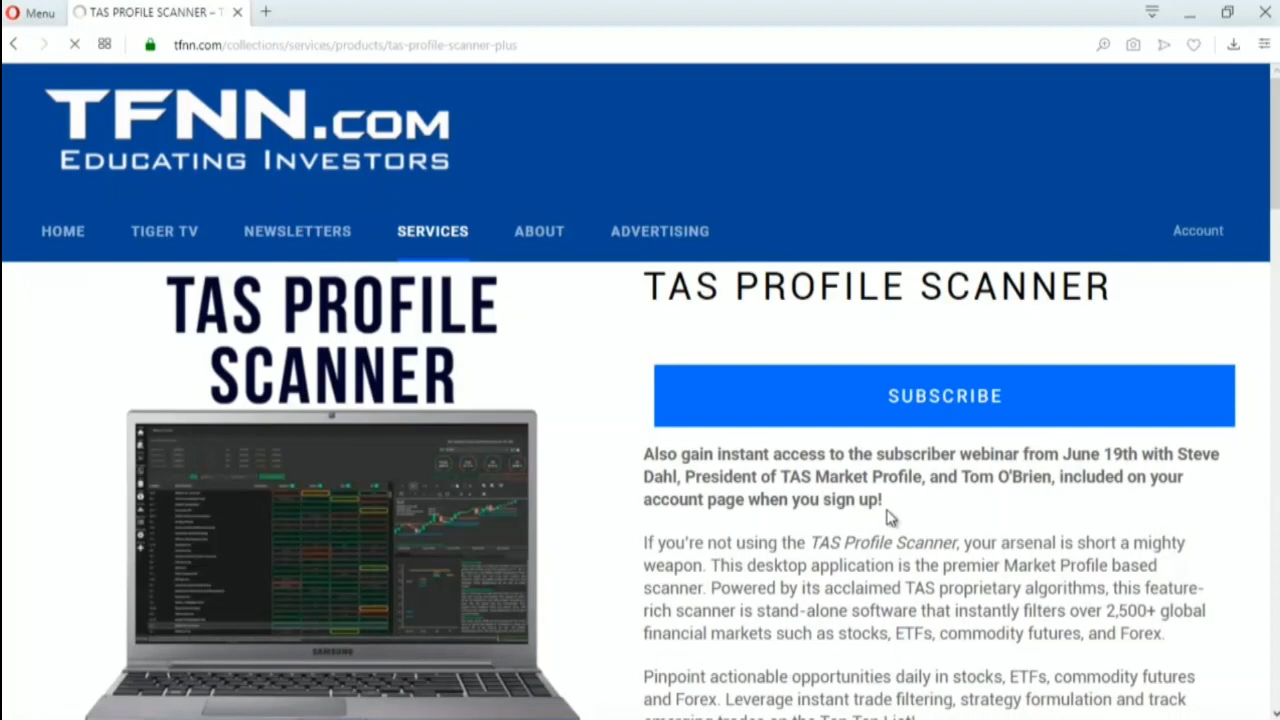 Menu
TAS PROFILE SCANNER – T
tfnn.com/collections/services/products/tas-profile-scanner-plus
TFNN.COM
EDUCATING INVESTORS
HOME TIGER TV NEWSLETTERS SERVICES ABOUT ADVERTISING Account
TAS PROFILE
SCANNER
SAMSUNG
TAS PROFILE SCANNER
SUBSCRIBE
Also gain instant access to the subscriber webinar from June 19th with Steve
Dahl, President of TAS Market Profile, and Tom O'Brien, included on your
account page when you sign up!
If you're not using the TAS Profile Scanner, your arsenal is short a mighty
weapon. This desktop application is the premier Market Profile based
scanner. Powered by its acclaimed TAS proprietary algorithms, this feature-
rich scanner is stand-alone software that instantly filters over 2,500+ global
financial markets such as stocks, ETFs, commodity futures, and Forex.
Pinpoint actionable opportunities daily in stocks, ETFs, commodity futures
and Forex. Leverage instant trade filtering, strategy formulation and track
emerging trades on the Top Ten List!